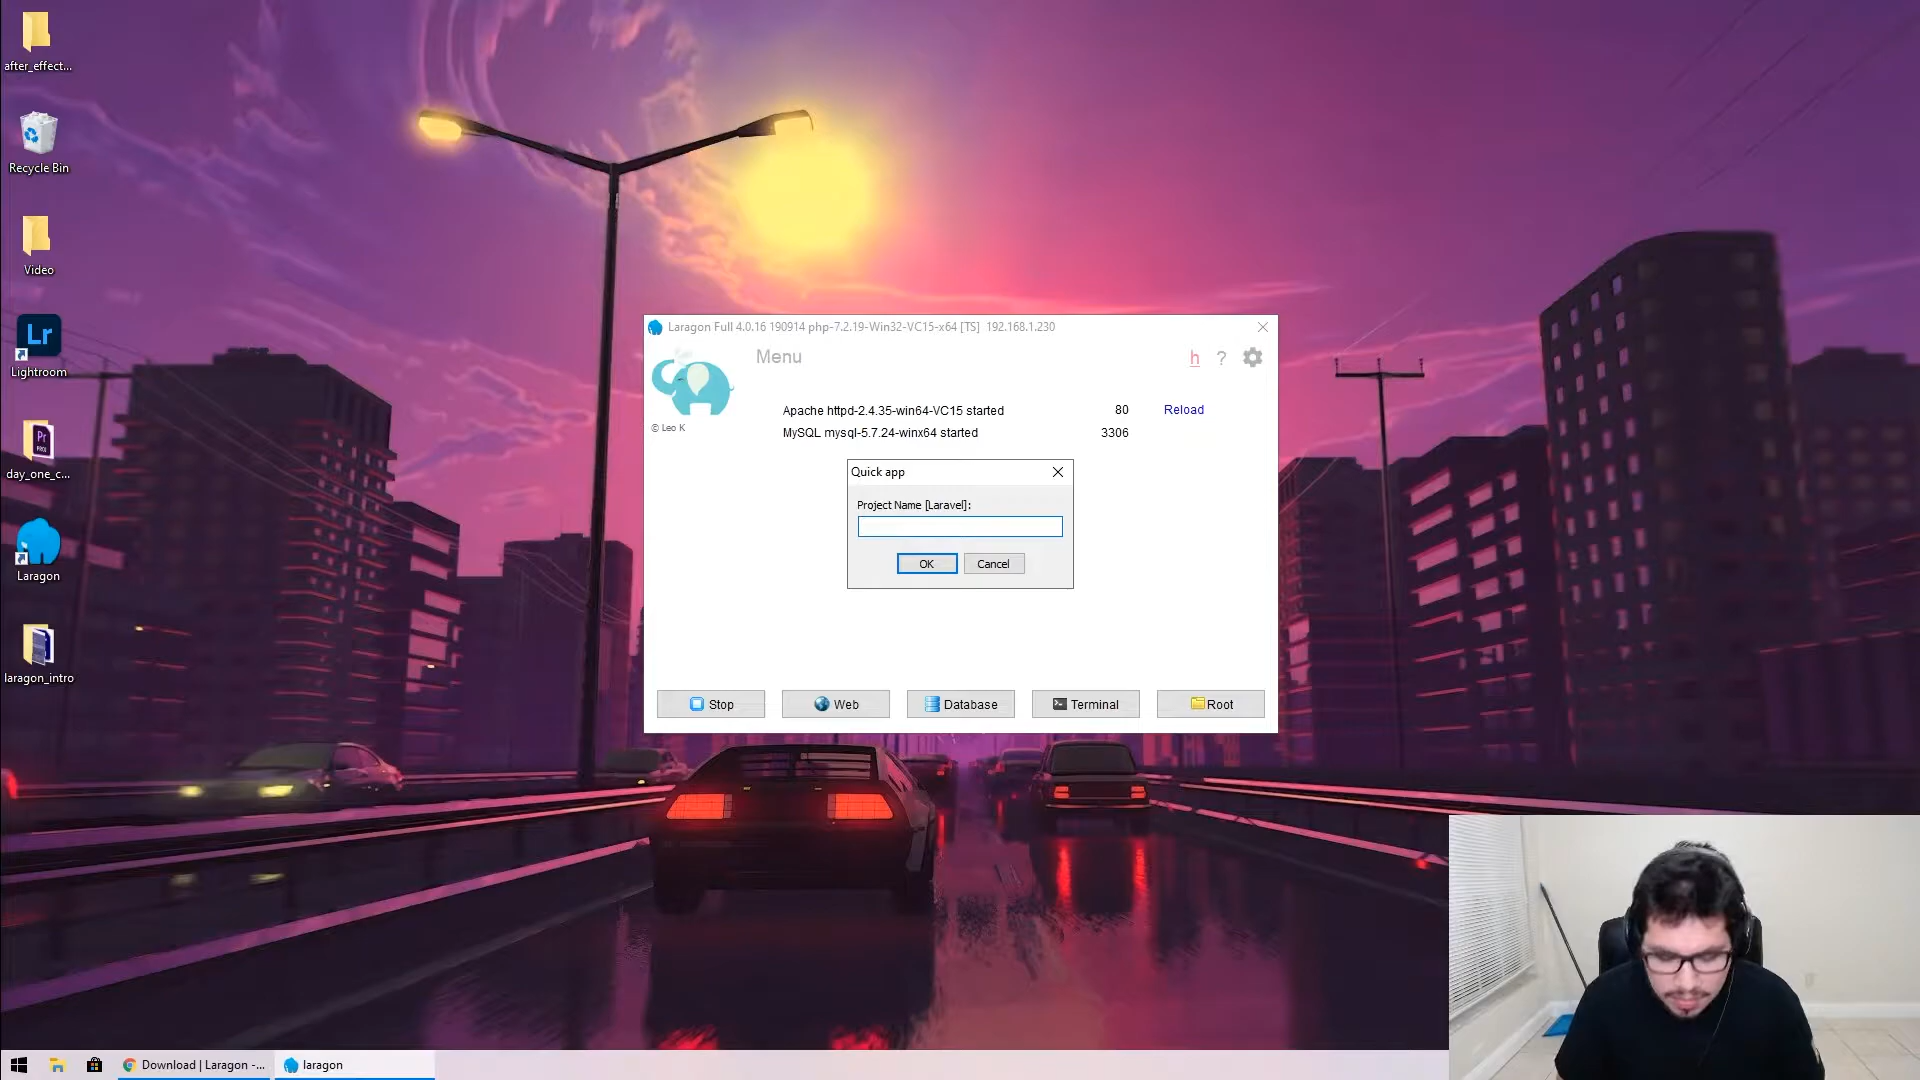 after_effect...
Recycle Bin
Video
Lr
Lightroom
Pr
day_one_c...
Laragon
laragon_intro
Laragon Full 4.0.16 190914 php-7.2.19-Win32-VC15-x64 [TS] 192.168.1.230
Menu
h ?
© Leo K
Apache httpd-2.4.35-win64-VC15 started 80 Reload
MySQL mysql-5.7.24-winx64 started 3306
Quick app
Project Name [Laravel]:
OK Cancel
Stop Web Database Terminal Root
Download | Laragon -... laragon